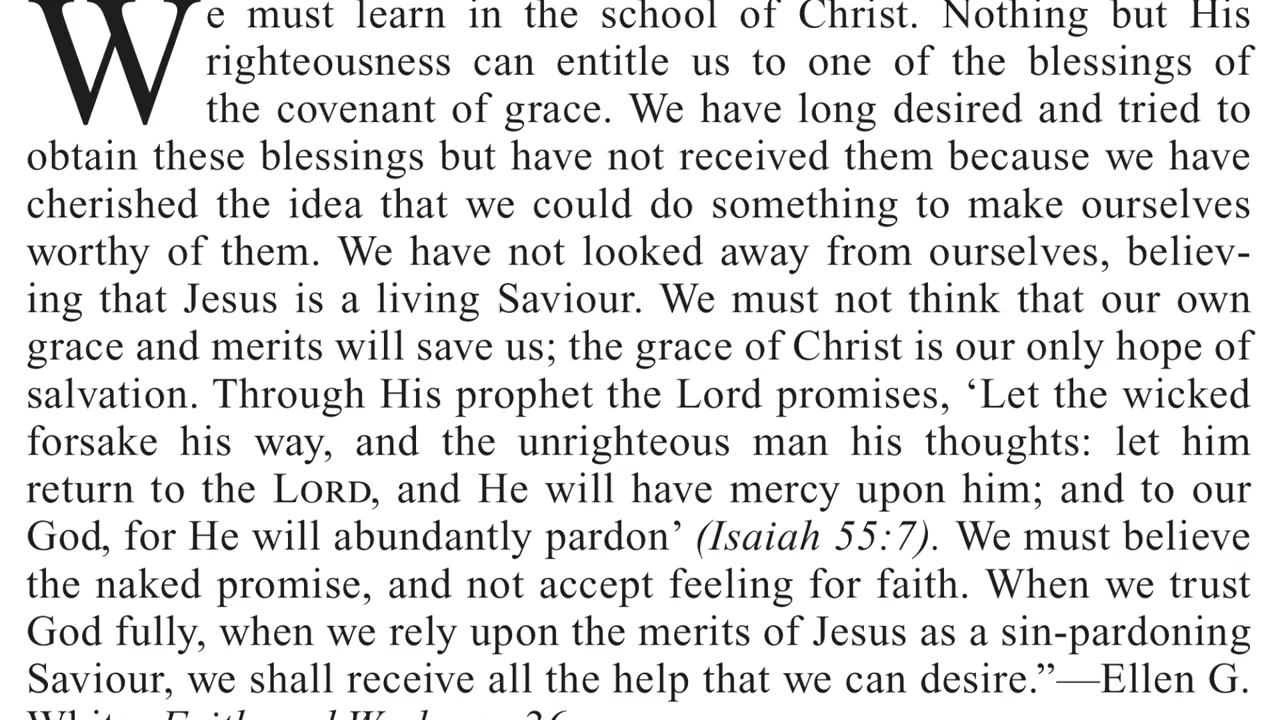 We must learn in the school of Christ. Nothing but His
righteousness can entitle us to one of the blessings of
the covenant of grace. We have long desired and tried to
obtain these blessings but have not received them because we have
cherished the idea that we could do something to make ourselves
worthy of them. We have not looked away from ourselves, believ-
ing that Jesus is a living Saviour. We must not think that our own
grace and merits will save us; the grace of Christ is our only hope of
salvation. Through His prophet the Lord promises, ‘Let the wicked
forsake his way, and the unrighteous man his thoughts: let him
return to the LORD, and He will have mercy upon him; and to our
God, for He will abundantly pardon’ (Isaiah 55:7). We must believe
the naked promise, and not accept feeling for faith. When we trust
God fully, when we rely upon the merits of Jesus as a sin-pardoning
Saviour, we shall receive all the help that we can desire.”—Ellen G.
White, Faith and Works, p. 36